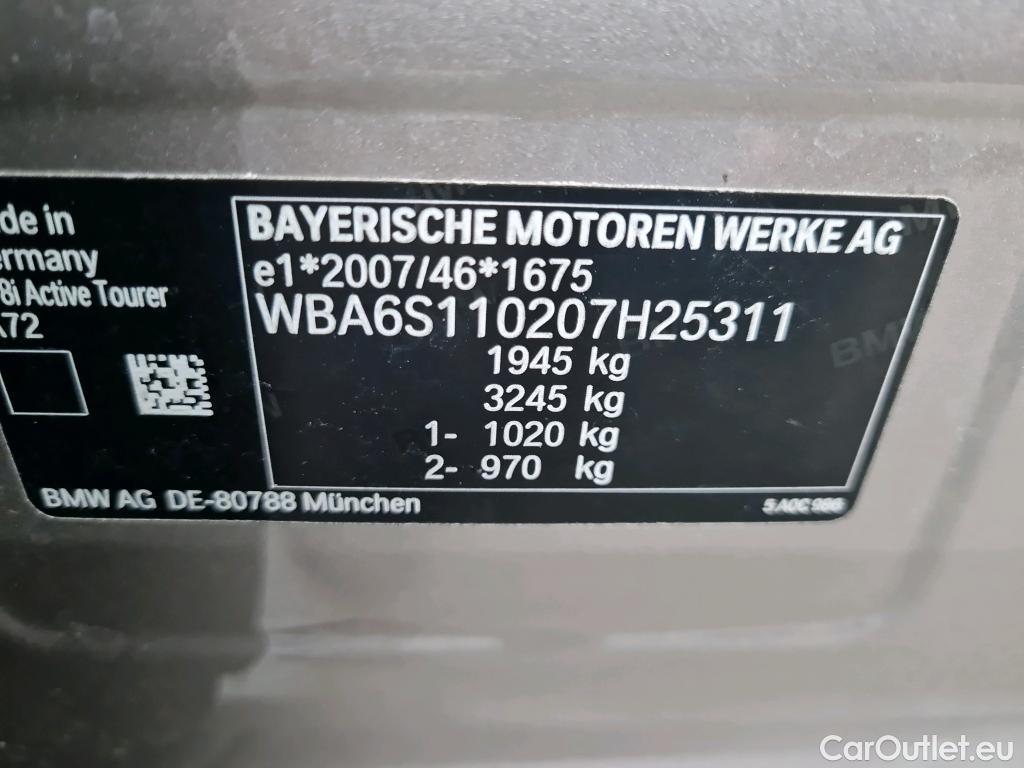 de in
ermany
8i Active Tourer
A72
BAYERISCHE MOTOREN WERKE AG
e1*2007/46*1675
WBA6S110207H25311
1945 kg
3245 kg
1- 1020 kg
2- 970 kg
BMW AG DE-80788 München
5A0C986
CarOutlet.eu